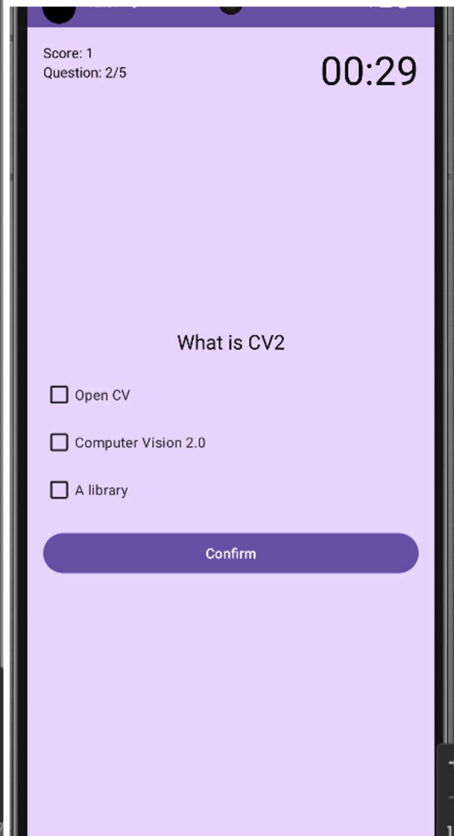 Score: 1
Question: 2/5
00:29
What is CV2
Open CV
Computer Vision 2.0
A library
Confirm